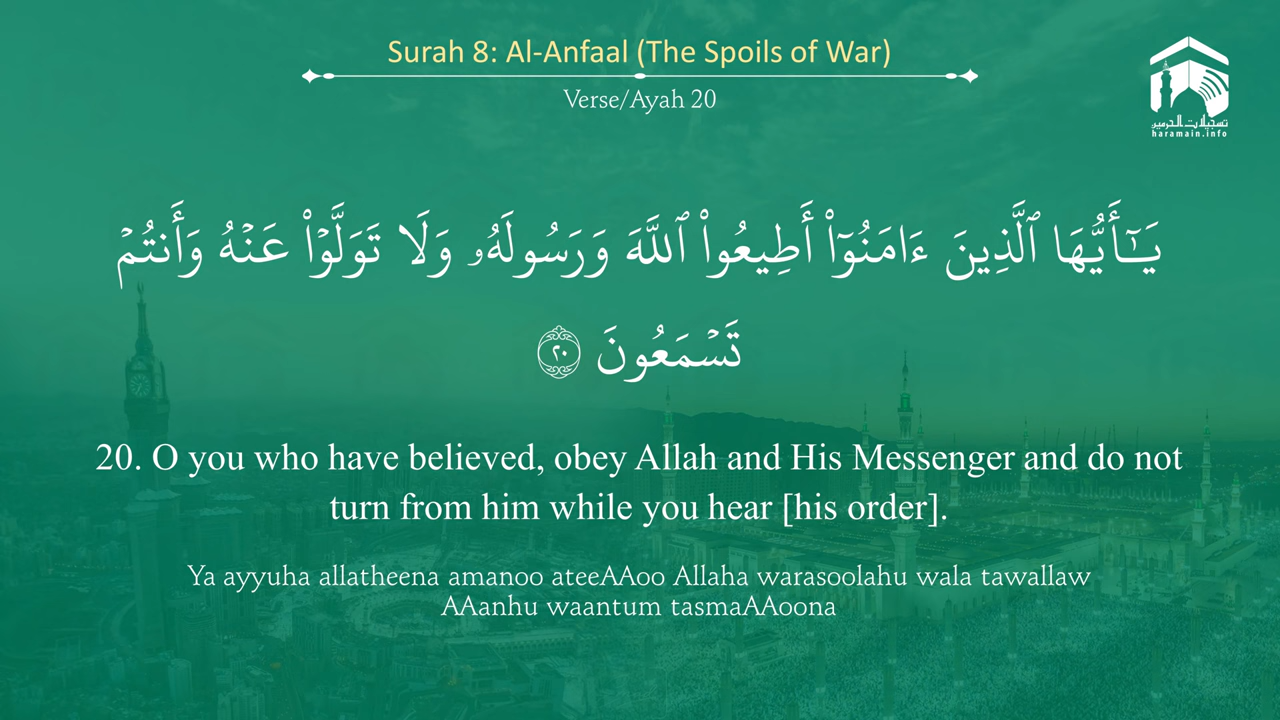 Surah 8: Al-Anfaal (The Spoils of War)
Verse/Ayah 20
تسجيلات الحرمين
haramain.info
يَـٰٓأَيُّهَا ٱلَّذِينَ ءَامَنُوٓا۟ أَطِيعُوا۟ ٱللَّهَ وَرَسُولَهُۥ وَلَا تَوَلَّوْا۟ عَنْهُ وَأَنتُمْ
تَسْمَعُونَ ٢٠
20. O you who have believed, obey Allah and His Messenger and do not
turn from him while you hear [his order].
Ya ayyuha allatheena amanoo ateeAAoo Allaha warasoolahu wala tawallaw
AAanhu waantum tasmaAAoona